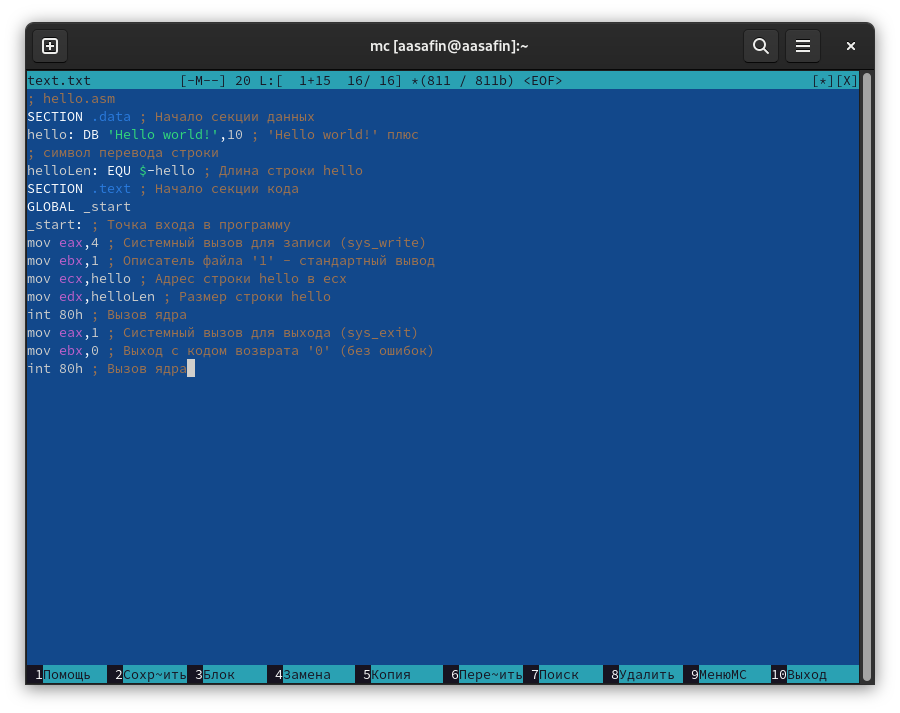 mc [aasafin@aasafin]:~
text.txt [-M--] 20 L:[ 1+15 16/ 16] *(811 / 811b) <EOF> [*][X]
; hello.asm
SECTION .data ; Начало секции данных
hello: DB 'Hello world!',10 ; 'Hello world!' плюс
; символ перевода строки
helloLen: EQU $-hello ; Длина строки hello
SECTION .text ; Начало секции кода
GLOBAL _start
_start: ; Точка входа в программу
mov eax,4 ; Системный вызов для записи (sys_write)
mov ebx,1 ; Описатель файла '1' - стандартный вывод
mov ecx,hello ; Адрес строки hello в ecx
mov edx,helloLen ; Размер строки hello
int 80h ; Вызов ядра
mov eax,1 ; Системный вызов для выхода (sys_exit)
mov ebx,0 ; Выход с кодом возврата '0' (без ошибок)
int 80h ; Вызов ядра
1Помощь 2Сохр~ить 3Блок 4Замена 5Копия 6Пере~ить 7Поиск 8Удалить 9МенюMC 10Выход